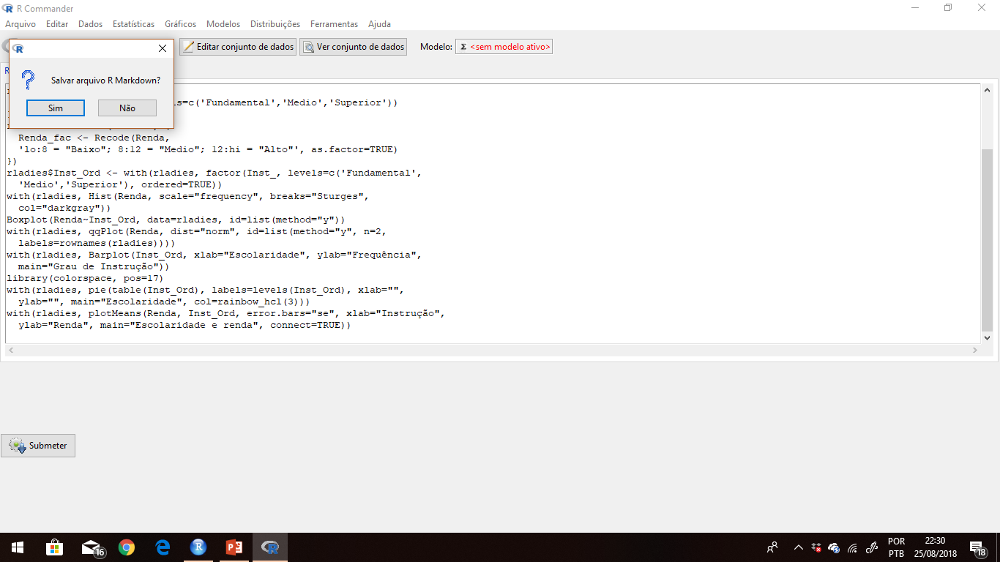 R Commander
Arquivo Editar Dados Estatísticas Gráficos Modelos Distribuições Ferramentas Ajuda
Editar conjunto de dados Ver conjunto de dados Modelo: Σ <sem modelo ativo>
Salvar arquivo R Markdown?
Sim Não
ls=c('Fundamental','Medio','Superior'))
Renda_fac <- Recode(Renda,
'lo:8 = "Baixo"; 8:12 = "Medio"; 12:hi = "Alto"', as.factor=TRUE)
})
rladies$Inst_Ord <- with(rladies, factor(Inst_, levels=c('Fundamental',
'Medio','Superior'), ordered=TRUE))
with(rladies, Hist(Renda, scale="frequency", breaks="Sturges",
col="darkgray"))
Boxplot(Renda~Inst_Ord, data=rladies, id=list(method="y"))
with(rladies, qqPlot(Renda, dist="norm", id=list(method="y", n=2,
labels=rownames(rladies))))
with(rladies, Barplot(Inst_Ord, xlab="Escolaridade", ylab="Frequência",
main="Grau de Instrução"))
library(colorspace, pos=17)
with(rladies, pie(table(Inst_Ord), labels=levels(Inst_Ord), xlab="",
ylab="", main="Escolaridade", col=rainbow_hcl(3)))
with(rladies, plotMeans(Renda, Inst_Ord, error.bars="se", xlab="Instrução",
ylab="Renda", main="Escolaridade e renda", connect=TRUE))
Submeter
16
POR
PTB
22:30
25/08/2018
18